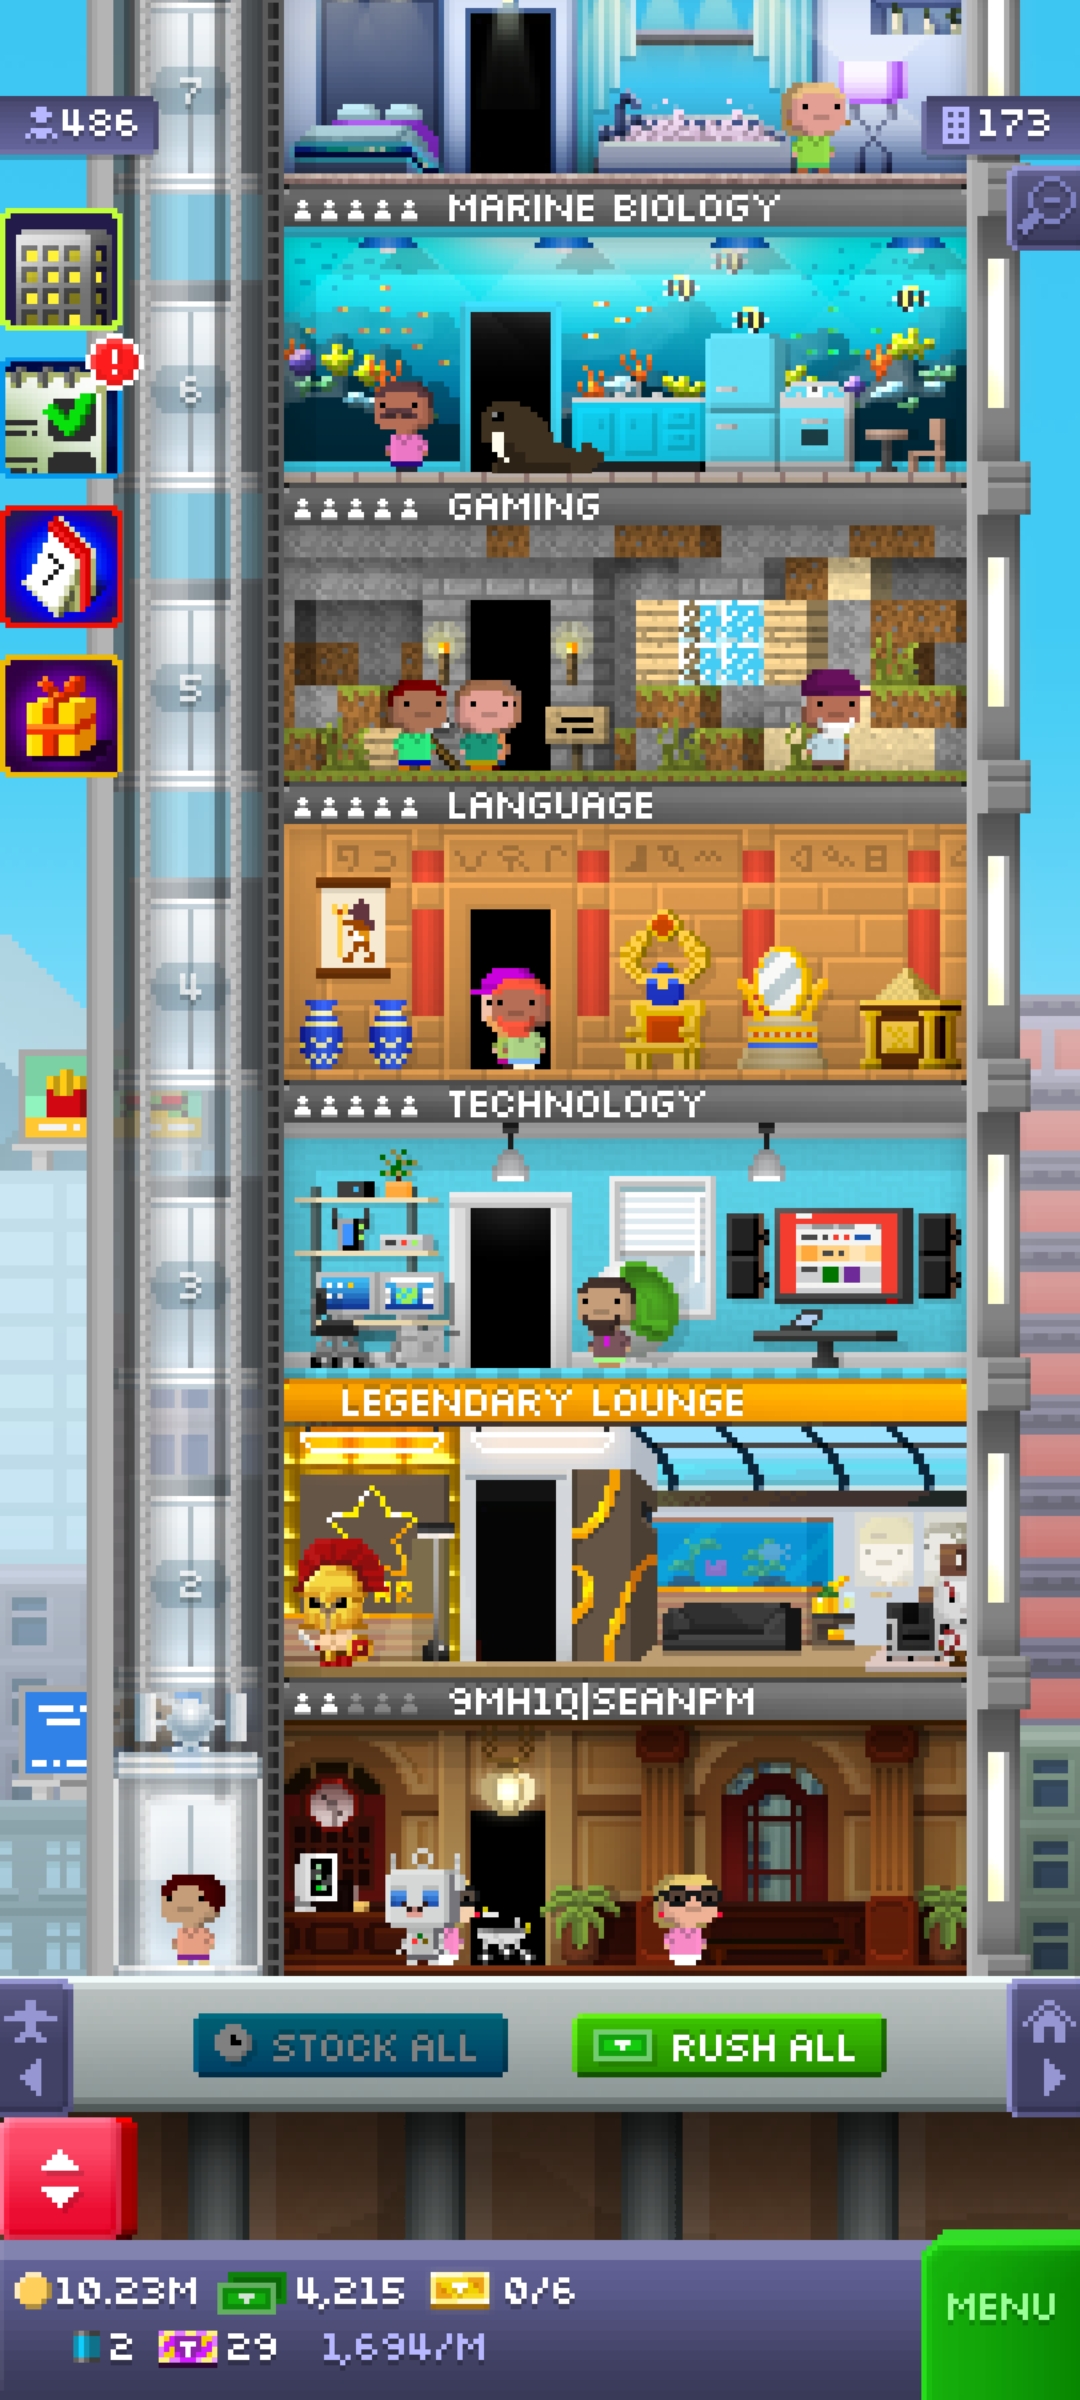 7
486
173
MARINE BIOLOGY
6
GAMING
7
5
LANGUAGE
4
TECHNOLOGY
3
LEGENDARY LOUNGE
2
9MH1Q|SEANPM
STOCK ALL
RUSH ALL
10.23M 4,215 0/6
2 29 1,694/M
MENU